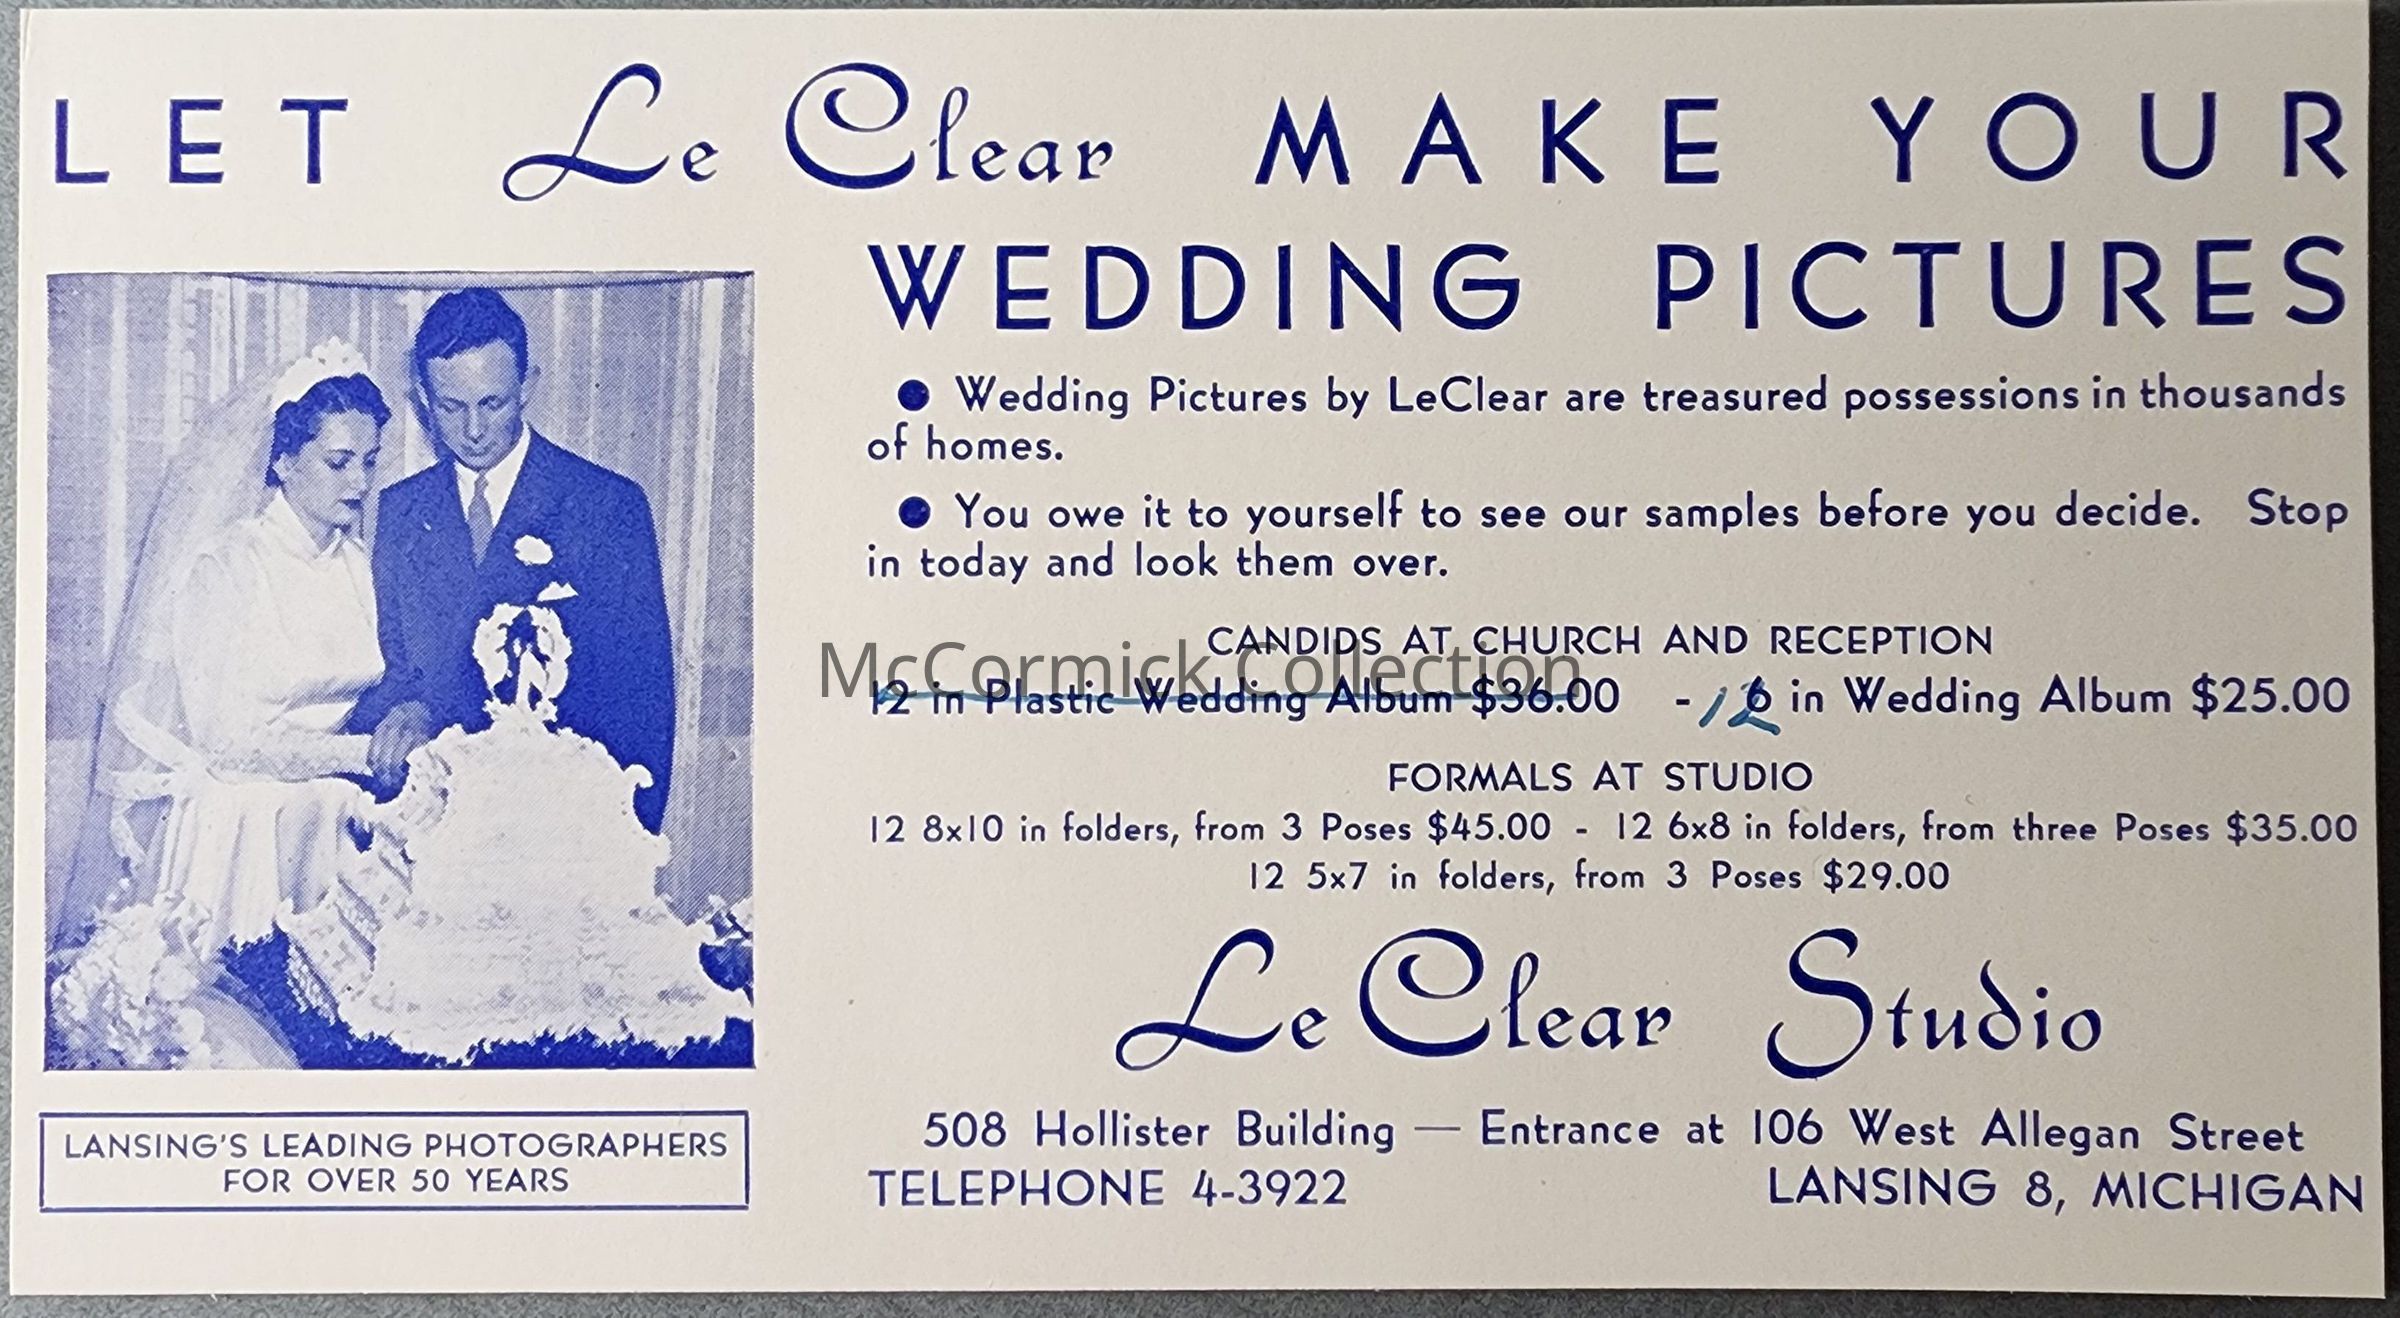 LET Le Clear MAKE YOUR
WEDDING PICTURES
● Wedding Pictures by LeClear are treasured possessions in thousands
of homes.
● You owe it to yourself to see our samples before you decide. Stop
in today and look them over.
CANDIDS AT CHURCH AND RECEPTION
McCormick Collection
12 in Plastic Wedding Album $36.00 - 12 in Wedding Album $25.00
FORMALS AT STUDIO
12 8x10 in folders, from 3 Poses $45.00 - 12 6x8 in folders, from three Poses $35.00
12 5x7 in folders, from 3 Poses $29.00
Le Clear Studio
LANSING'S LEADING PHOTOGRAPHERS
FOR OVER 50 YEARS
508 Hollister Building — Entrance at 106 West Allegan Street
TELEPHONE 4-3922 LANSING 8, MICHIGAN